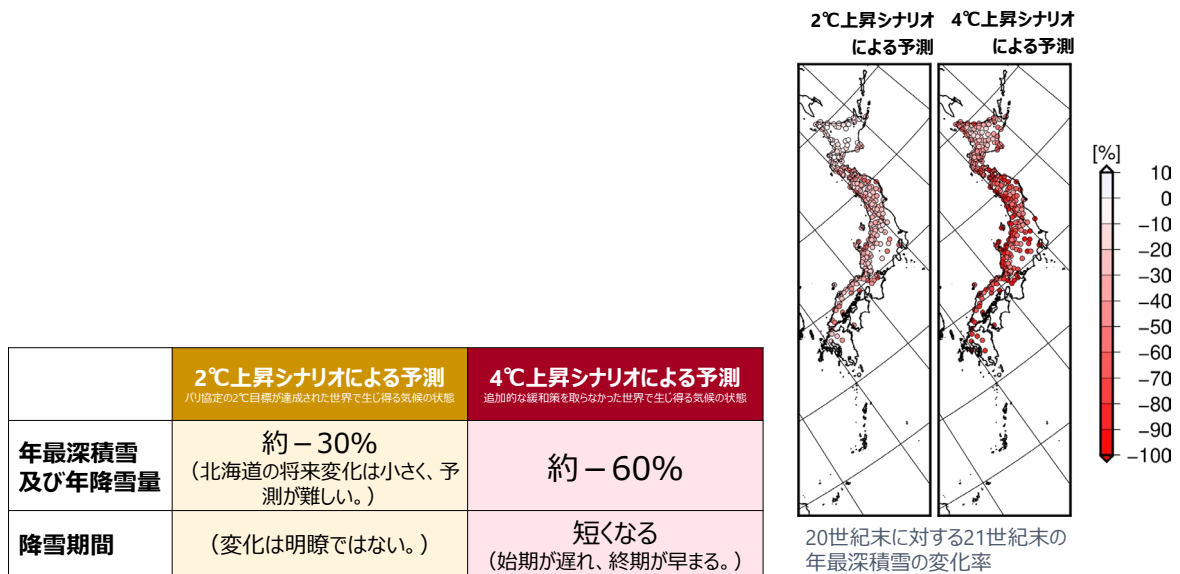 2℃上昇シナリオによる予測
パリ協定の2℃目標が達成された世界で生じ得る気候の状態
4℃上昇シナリオによる予測
追加的な緩和策を取らなかった世界で生じ得る気候の状態
年最深積雪
及び年降雪量
約－30%
（北海道の将来変化は小さく、予
測が難しい。）
約－60%
降雪期間
（変化は明瞭ではない。）
短くなる
（始期が遅れ、終期が早まる。）
2℃上昇シナリオ
による予測
4℃上昇シナリオ
による予測
[%]
10
0
−10
−20
−30
−40
−50
−60
−70
−80
−90
−100
20世紀末に対する21世紀末の
年最深積雪の変化率